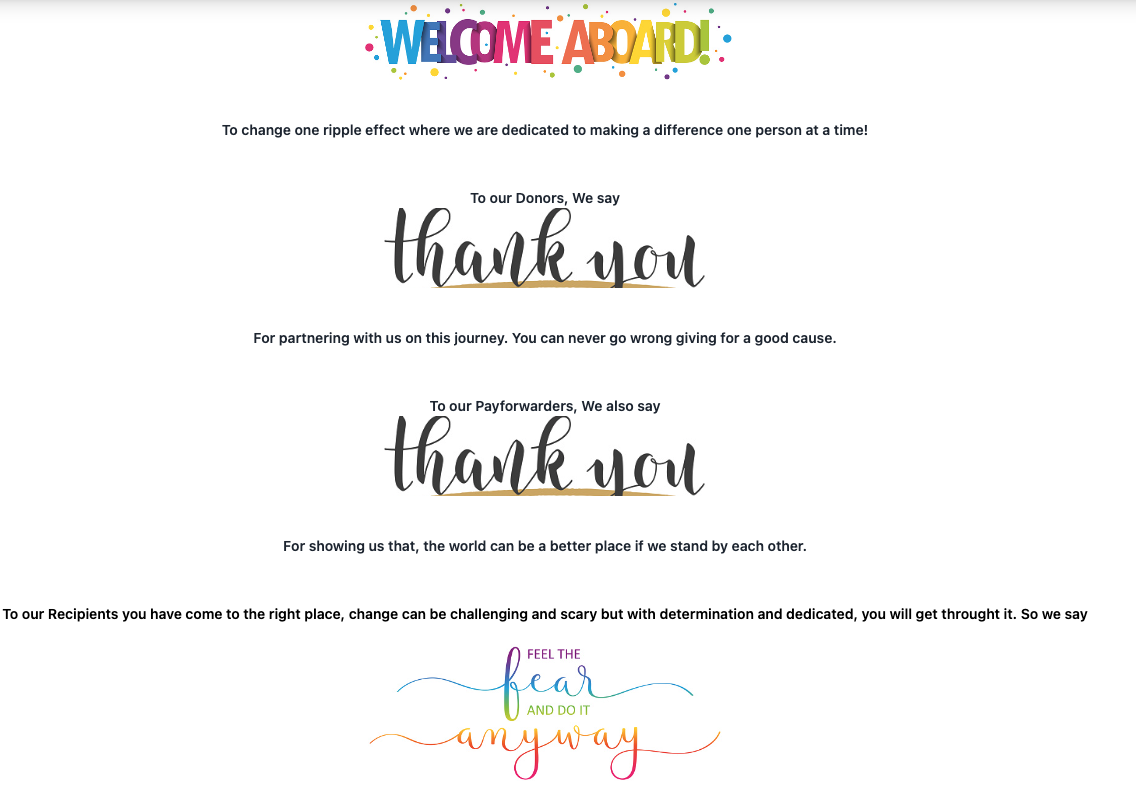 WELCOME ABOARD!
To change one ripple effect where we are dedicated to making a difference one person at a time!
To our Donors, We say
thank you
For partnering with us on this journey. You can never go wrong giving for a good cause.
To our Payforwarders, We also say
thank you
For showing us that, the world can be a better place if we stand by each other.
To our Recipients you have come to the right place, change can be challenging and scary but with determination and dedicated, you will get throught it. So we say
FEEL THE
fear
AND DO IT
anyway